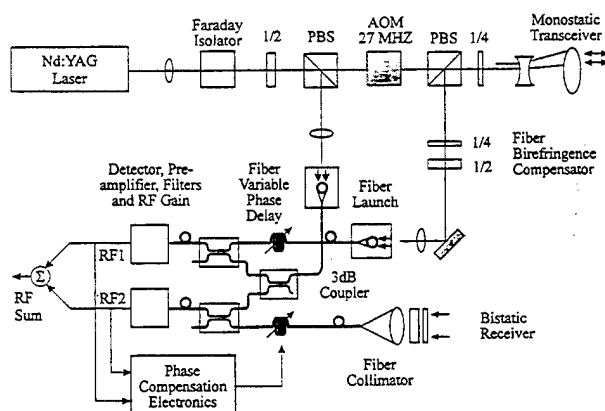 Nd:YAG
Laser
Faraday
Isolator
1/2
PBS
AOM
27 MHZ
PBS
1/4
Monostatic
Transceiver
1/4
1/2
Fiber
Birefringence
Compensator
Detector, Pre-
amplifier, Filters
and RF Gain
Fiber
Variable
Phase
Delay
Fiber
Launch
RF1
Σ
RF
Sum
RF2
3dB
Coupler
Phase
Compensation
Electronics
Fiber
Collimator
Bistatic
Receiver